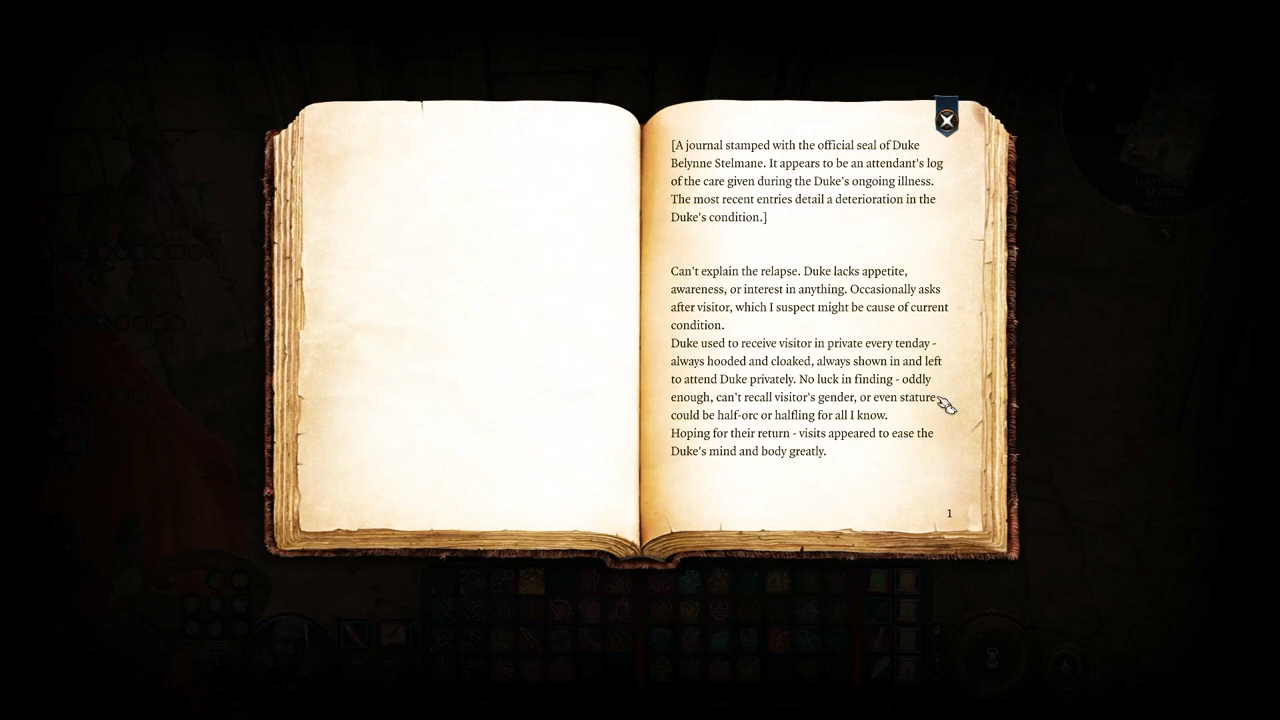 [A journal stamped with the official seal of Duke
Belynne Stelmane. It appears to be an attendant's log
of the care given during the Duke's ongoing illness.
The most recent entries detail a deterioration in the
Duke's condition.]
Can't explain the relapse. Duke lacks appetite,
awareness, or interest in anything. Occasionally asks
after visitor, which I suspect might be cause of current
condition.
Duke used to receive visitor in private every tenday -
always hooded and cloaked, always shown in and left
to attend Duke privately. No luck in finding - oddly
enough, can't recall visitor's gender, or even stature
could be half-orc or halfling for all I know.
Hoping for their return - visits appeared to ease the
Duke's mind and body greatly.
1